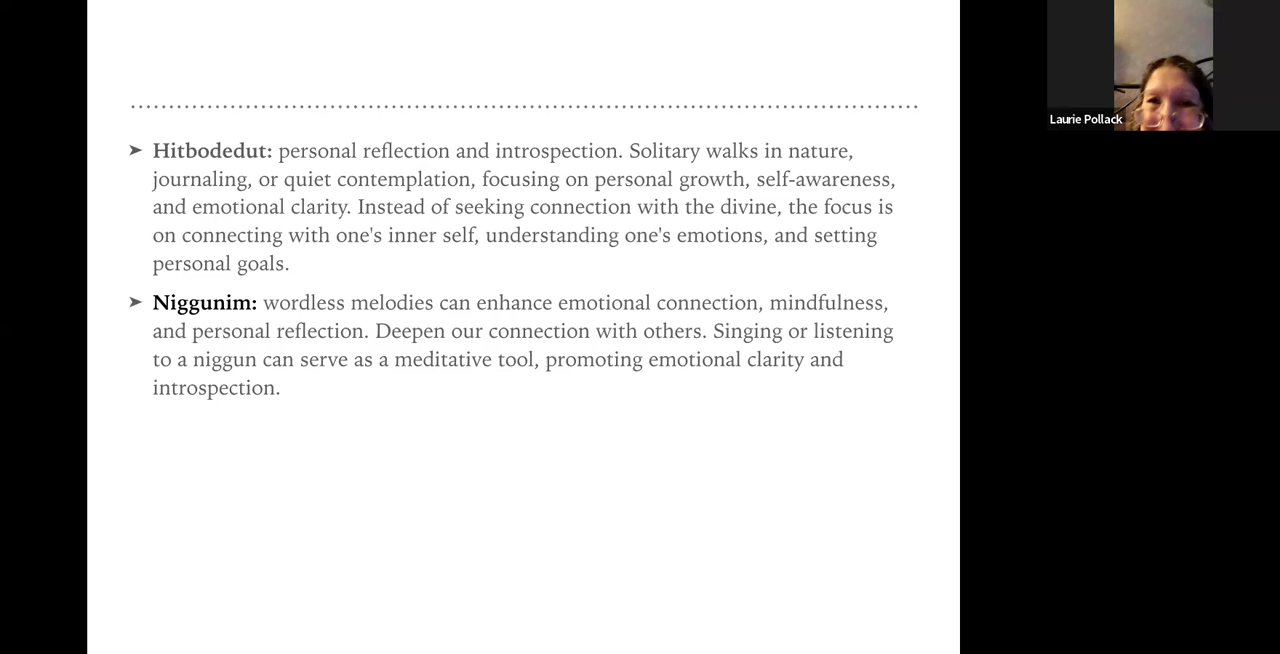 ➤ Hitbodedut: personal reflection and introspection. Solitary walks in nature,
journaling, or quiet contemplation, focusing on personal growth, self-awareness,
and emotional clarity. Instead of seeking connection with the divine, the focus is
on connecting with one's inner self, understanding one's emotions, and setting
personal goals.
➤ Niggunim: wordless melodies can enhance emotional connection, mindfulness,
and personal reflection. Deepen our connection with others. Singing or listening
to a niggun can serve as a meditative tool, promoting emotional clarity and
introspection.
Laurie Pollack